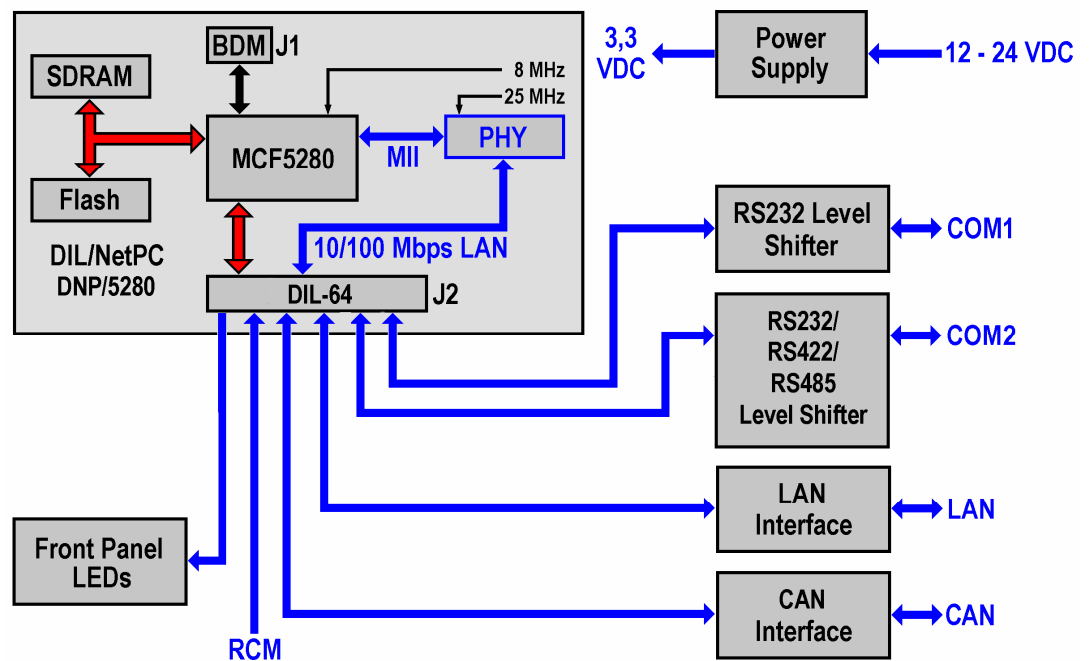 BDM J1
SDRAM
8 MHz
25 MHz
MCF5280
MII
PHY
Flash
DIL/NetPC
DNP/5280
10/100 Mbps LAN
DIL-64 J2
3,3
VDC
Power
Supply
12 - 24 VDC
RS232 Level
Shifter
COM1
RS232/
RS422/
RS485
Level Shifter
COM2
LAN
Interface
LAN
Front Panel
LEDs
RCM
CAN
Interface
CAN